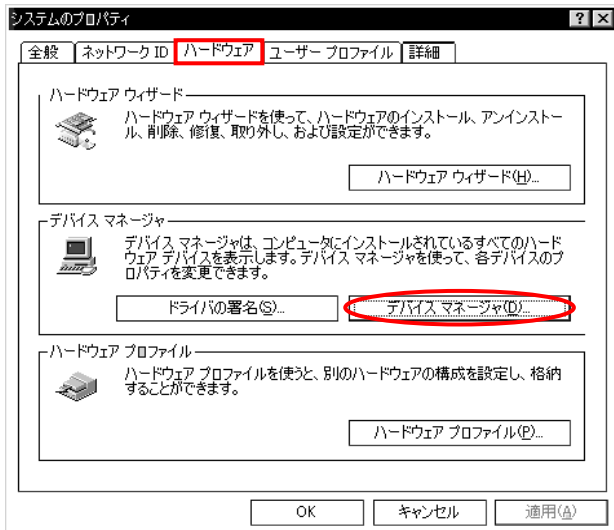 システムのプロパティ
全般 ネットワーク ID ハードウェア ユーザー プロファイル 詳細
ハードウェア ウィザード
ハードウェア ウィザードを使って、ハードウェアのインストール、アンインストー
ル、削除、修復、取り外し、および設定ができます。
ハードウェア ウィザード(H)...
デバイス マネージャ
デバイス マネージャは、コンピュータにインストールされているすべてのハード
ウェア デバイスを表示します。デバイス マネージャを使って、各デバイスのプ
ロパティを変更できます。
ドライバの署名(S)... デバイス マネージャ(D)...
ハードウェア プロファイル
ハードウェア プロファイルを使うと、別のハードウェアの構成を設定し、格納
することができます。
ハードウェア プロファイル(P)...
OK キャンセル 適用(A)